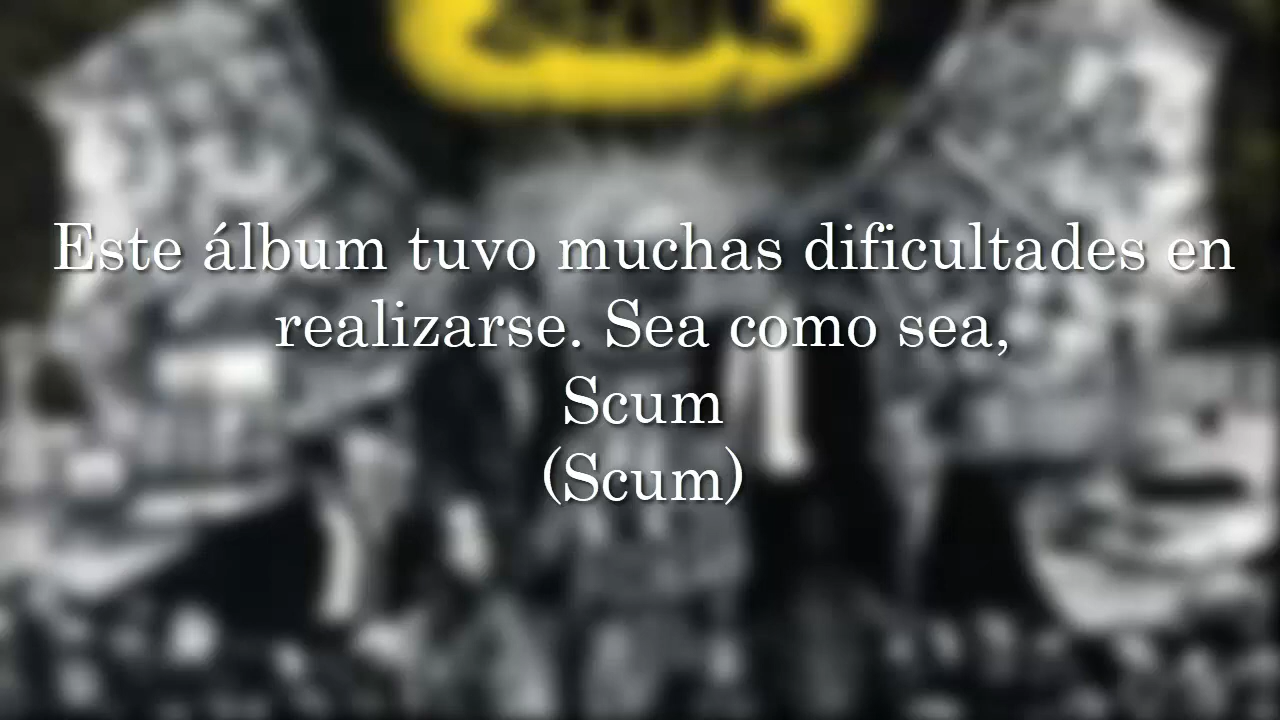 Este álbum tuvo muchas dificultades en
realizarse. Sea como sea,
Scum
(Scum)